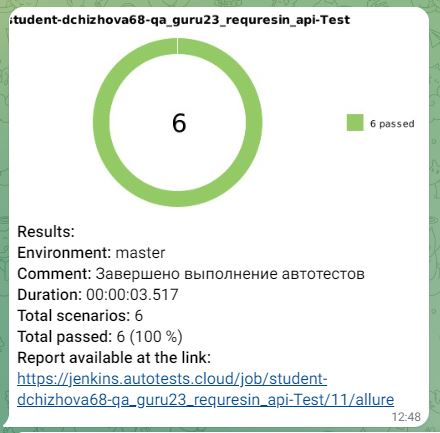 tudent-dchizhova68-qa_guru23_requresin_api-Test
6
6 passed
Results:
Environment: master
Comment: Завершено выполнение автотестов
Duration: 00:00:03.517
Total scenarios: 6
Total passed: 6 (100 %)
Report available at the link:
https://jenkins.autotests.cloud/job/student-
dchizhova68-qa_guru23_requresin_api-Test/11/allure
12:48